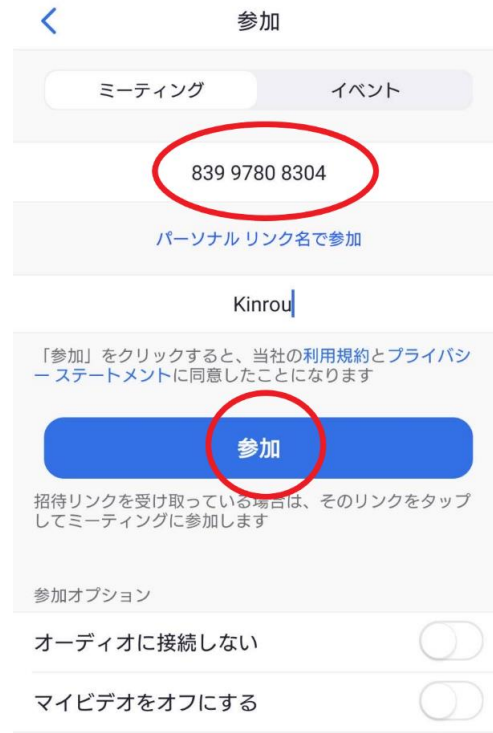 参加
ミーティング
イベント
839 9780 8304
パーソナル リンク名で参加
Kinrou
「参加」をクリックすると、当社の利用規約とプライバシ
ー ステートメントに同意したことになります
参加
招待リンクを受け取っている場合は、そのリンクをタップ
してミーティングに参加します
参加オプション
オーディオに接続しない
マイビデオをオフにする